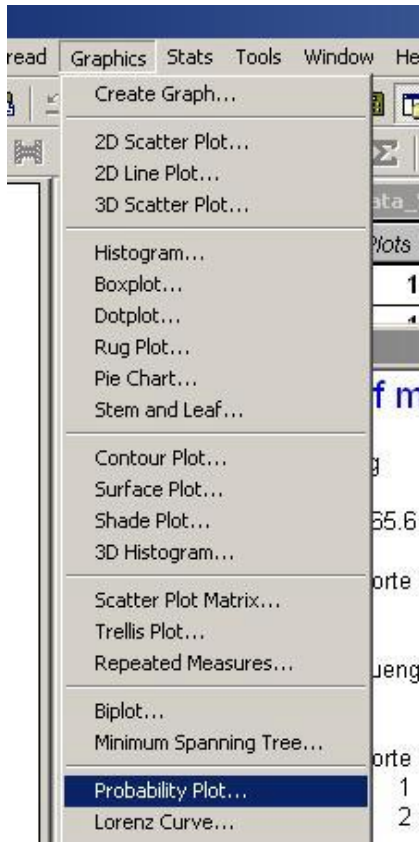 read Graphics Stats Tools Window He
Create Graph...
2D Scatter Plot...
2D Line Plot...
3D Scatter Plot...
ata_
Histogram...
Plots
Boxplot...
1
Dotplot...
Rug Plot...
Pie Chart...
f m
Stem and Leaf...
Contour Plot...
g
Surface Plot...
Shade Plot...
65.6
3D Histogram...
orte
Scatter Plot Matrix...
Trellis Plot...
Repeated Measures...
ueng
Biplot...
Minimum Spanning Tree...
orte
Probability Plot...
1
Lorenz Curve...
2